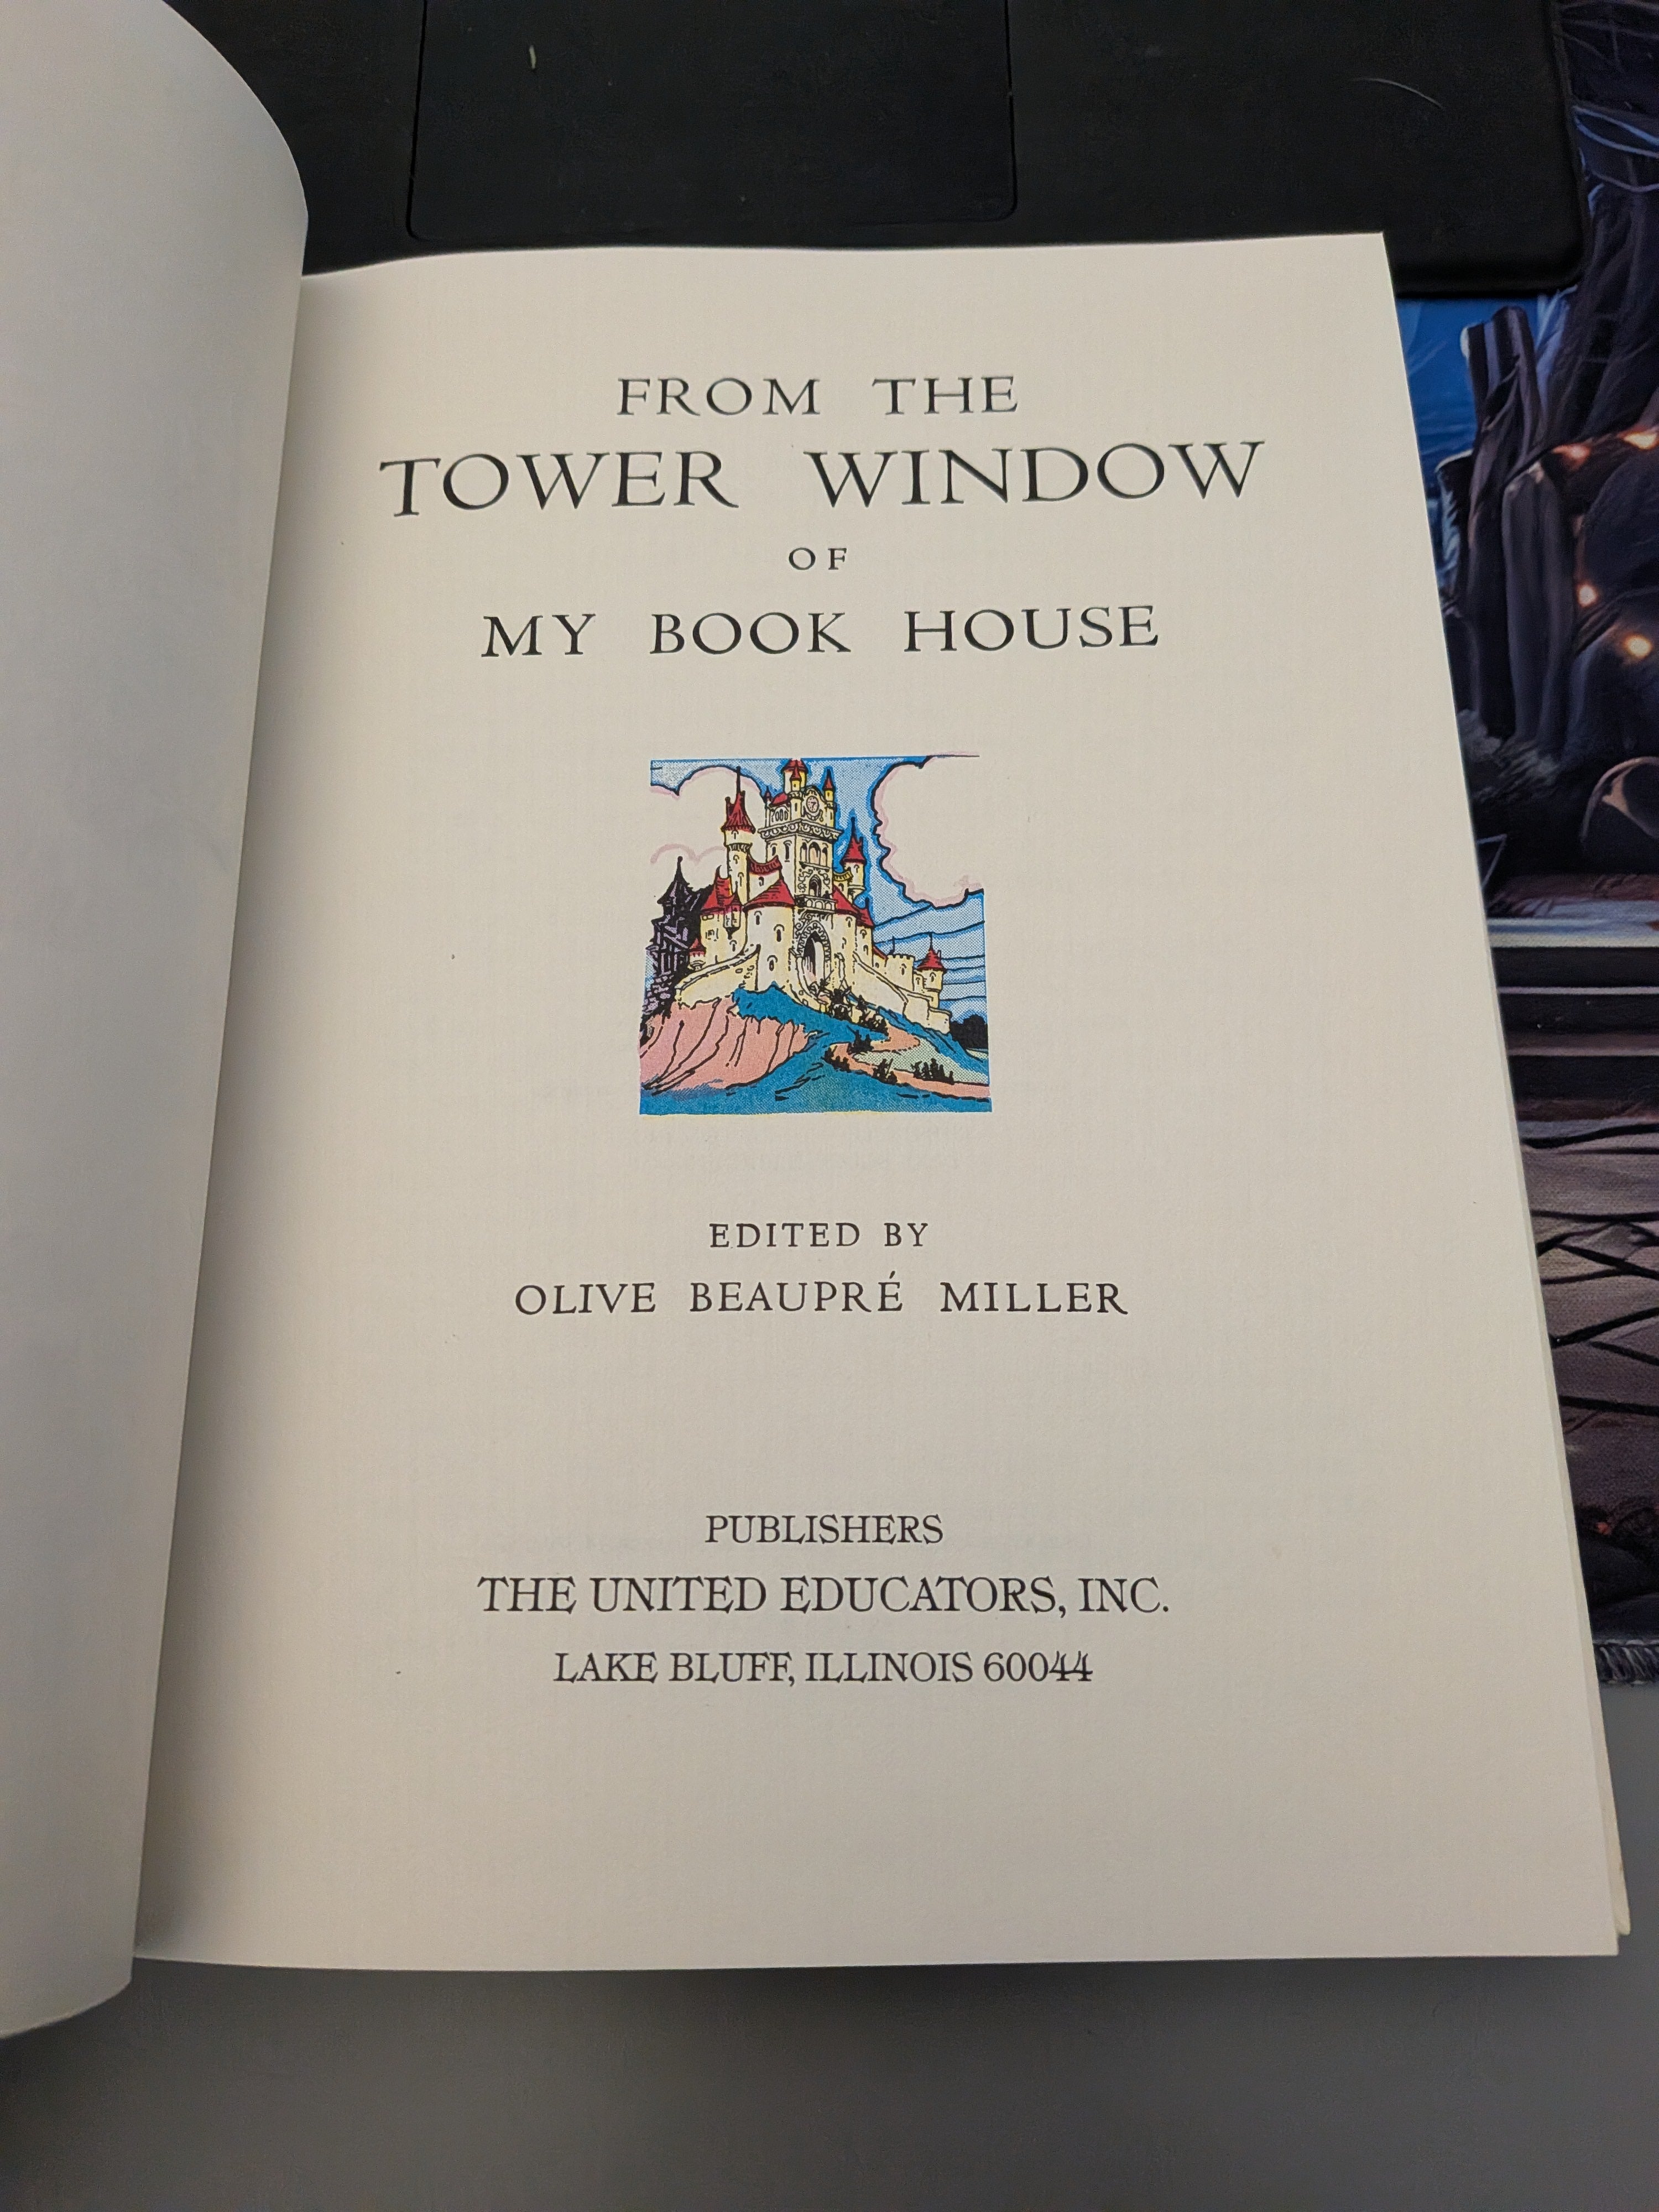 FROM THE
TOWER WINDOW
OF
MY BOOK HOUSE
EDITED BY
OLIVE BEAUPRÉ MILLER
PUBLISHERS
THE UNITED EDUCATORS, INC.
LAKE BLUFF, ILLINOIS 60044